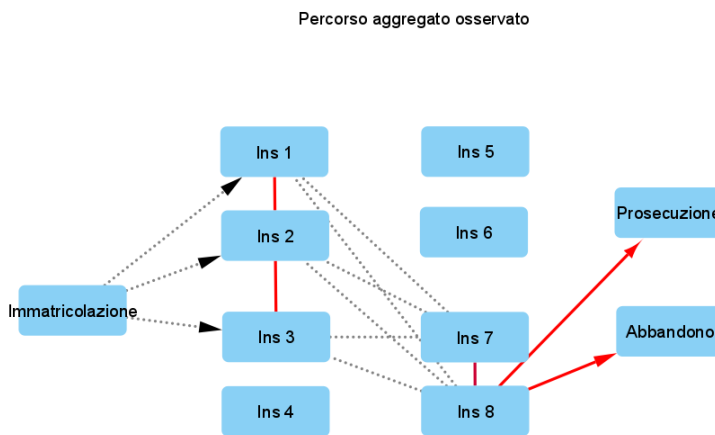 Percorso aggregato osservato
Ins 1
Ins 5
Ins 2
Ins 6
Prosecuzione
Immatricolazione
Ins 3
Ins 7
Abbandono
Ins 4
Ins 8